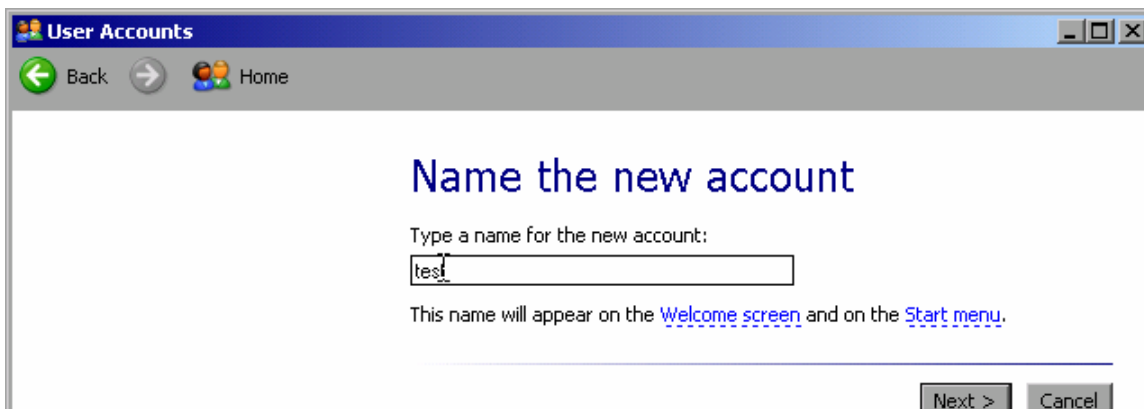 User Accounts
Back Home
Name the new account
Type a name for the new account:
test
This name will appear on the Welcome screen and on the Start menu.
Next > Cancel